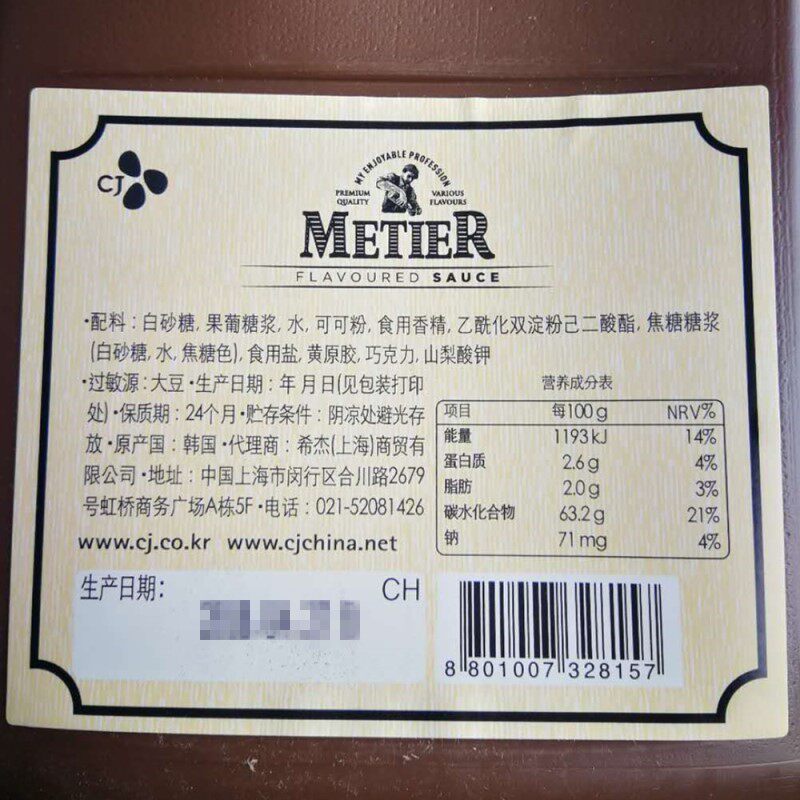 CJ
MY ENJOYABLE PROFESSION
PREMIUM QUALITY
VARIOUS FLAVOURS
METIER
FLAVOURED SAUCE
·配料：白砂糖, 果葡糖浆, 水, 可可粉, 食用香精, 乙酰化双淀粉己二酸酯, 焦糖糖浆
(白砂糖, 水, 焦糖色), 食用盐, 黄原胶, 巧克力, 山梨酸钾
·过敏源：大豆·生产日期：年 月 日(见包装打印
处)·保质期：24个月·贮存条件：阴凉处避光存
放·原产国：韩国·代理商：希杰(上海)商贸有
限公司·地址：中国上海市闵行区合川路2679
号虹桥商务广场A栋5F·电话：021-52081426
www.cj.co.kr www.cjchina.net
营养成分表
项目 每100g NRV%
能量 1193kJ 14%
蛋白质 2.6g 4%
脂肪 2.0g 3%
碳水化合物 63.2g 21%
钠 71mg 4%
生产日期： CH
8 801007 328157